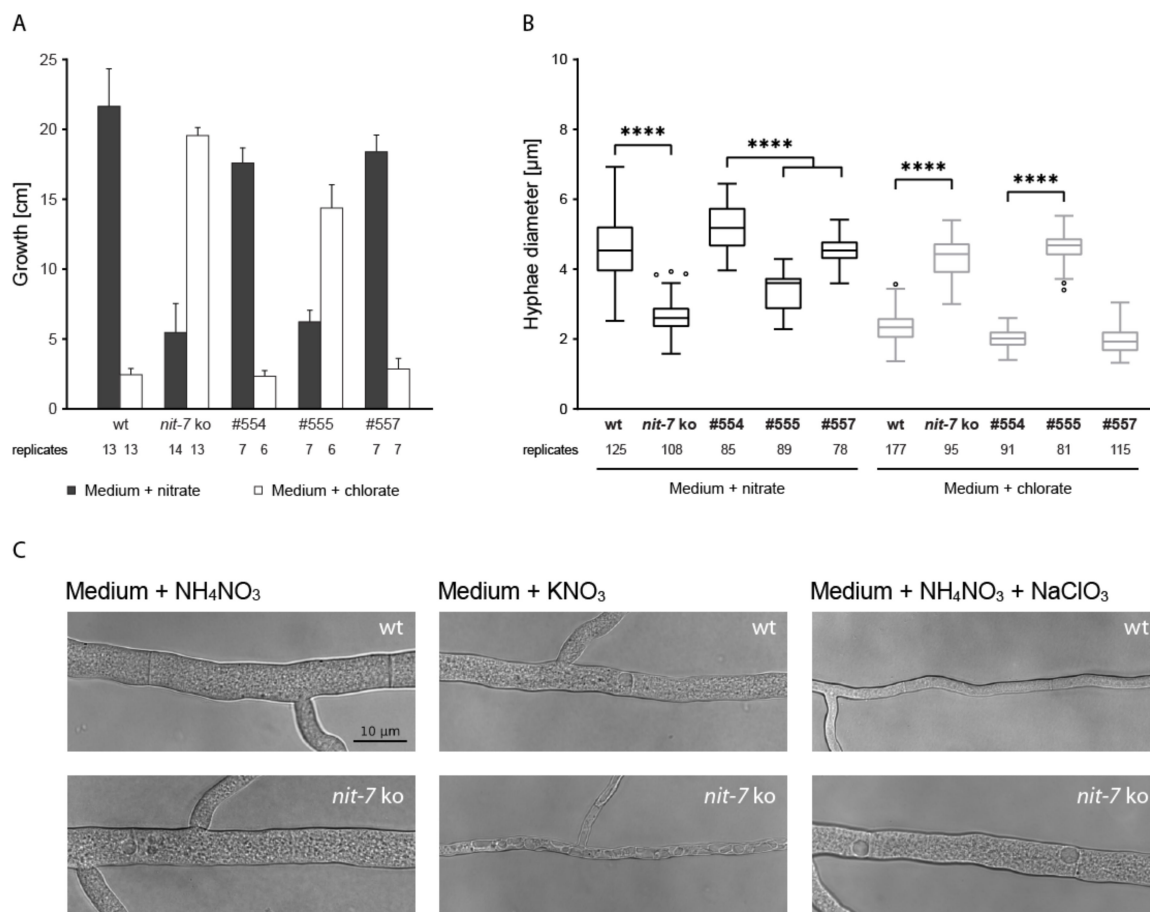 A
Growth [cm]
25
20
15
10
5
0
wt nit-7 ko #554 #555 #557
replicates 13 13 14 13 7 6 7 6 7 7
Medium + nitrate Medium + chlorate
B
Hyphae diameter [µm]
10
8
6
4
2
0
**** **** **** ****
wt nit-7 ko #554 #555 #557 wt nit-7 ko #554 #555 #557
replicates 125 108 85 89 78 177 95 91 81 115
Medium + nitrate Medium + chlorate
C
Medium + NH₄NO₃ Medium + KNO₃ Medium + NH₄NO₃ + NaClO₃
wt wt wt
10 µm
nit-7 ko nit-7 ko nit-7 ko